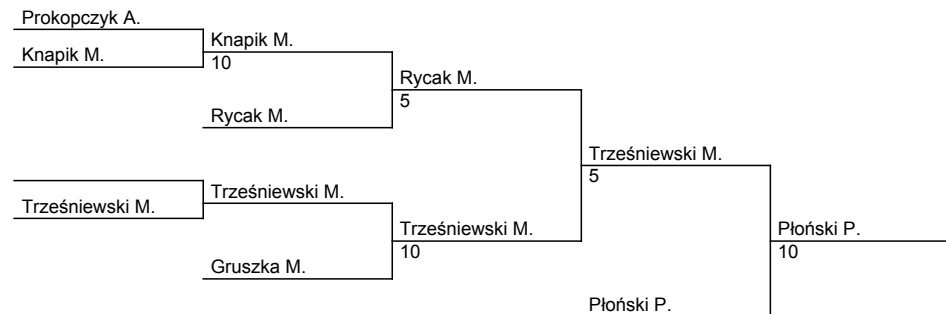 Prokopczyk A.
Knapik M.
Knapik M.
10
Rycak M.
5
Rycak M.
Trześniewski M.
5
Trześniewski M.
Trześniewski M.
Trześniewski M.
10
Płoński P.
10
Gruszka M.
Płoński P.